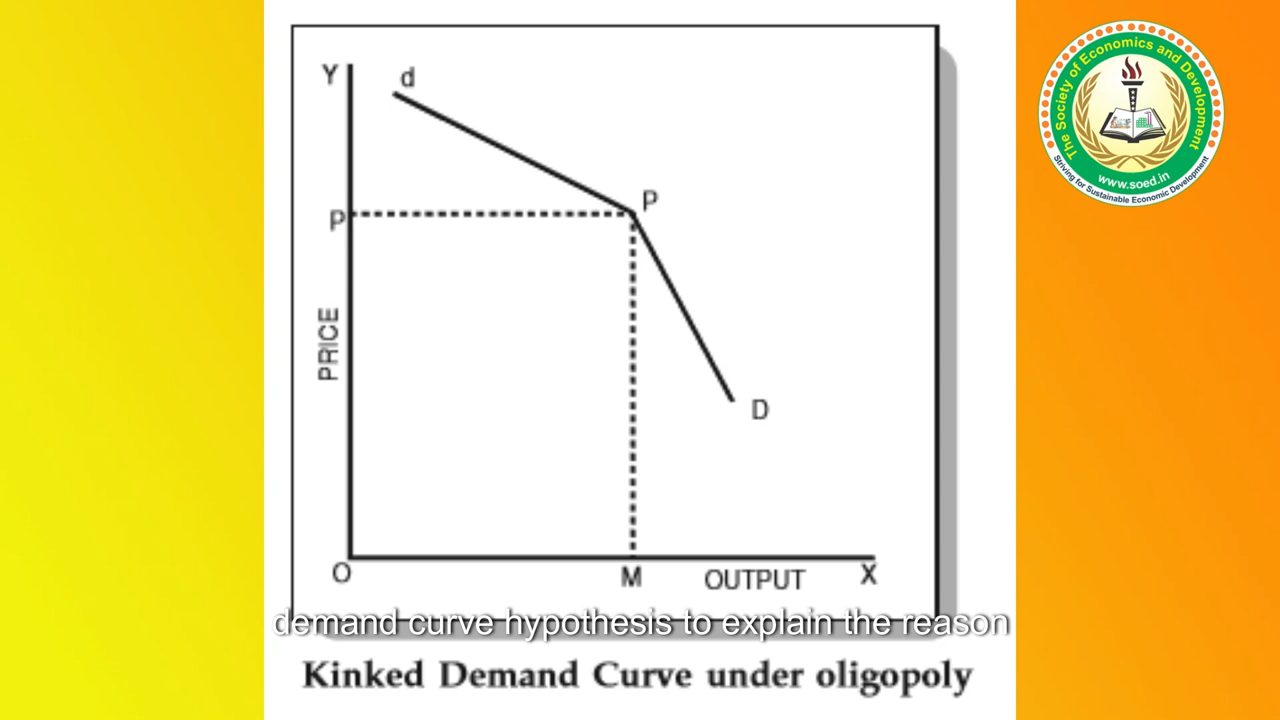 Y
d
P
P
PRICE
D
O
M
OUTPUT
X
demand curve hypothesis to explain the reason
Kinked Demand Curve under oligopoly
The Society of Economics and Development
www.soed.in
Striving for Sustainable Economic Development